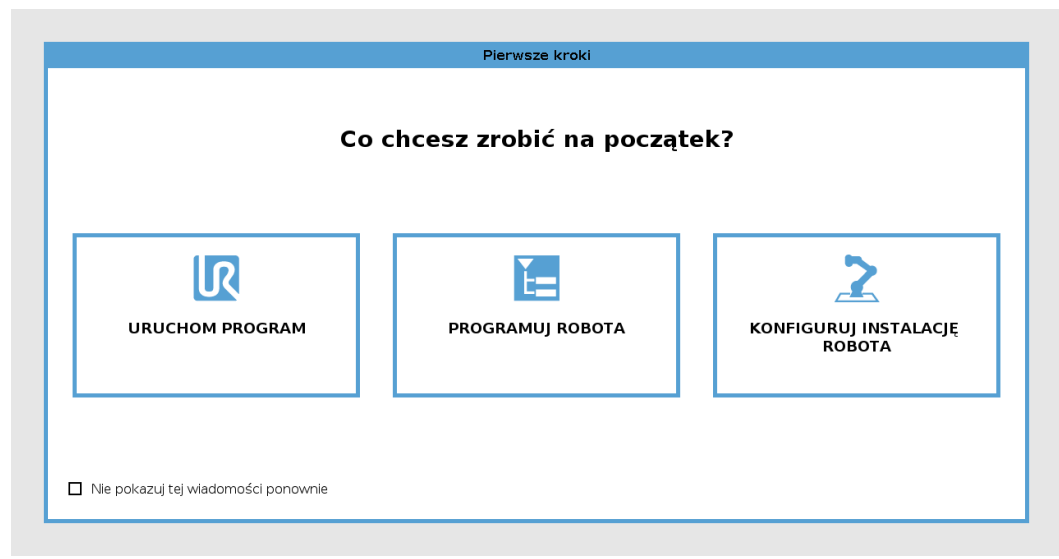 Pierwsze kroki
Co chcesz zrobić na początek?
URUCHOM PROGRAM
PROGRAMUJ ROBOTA
KONFIGURUJ INSTALACJĘ
ROBOTA
Nie pokazuj tej wiadomości ponownie